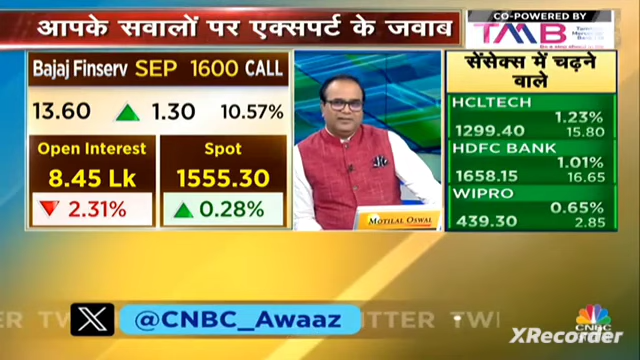 आपके सवालों पर एक्सपर्ट के जवाब
CO-POWERED BY
TMB
Bajaj Finserv SEP 1600 CALL
13.60 ▲ 1.30 10.57%
Open Interest
8.45 Lk
▼ 2.31%
Spot
1555.30
▲ 0.28%
MOTILAL OSWAL
सेंसेक्स में चढ़ने
वाले
HCLTECH
1.23%
1299.40 15.80
HDFC BANK
1.01%
1658.15 16.65
WIPRO
0.65%
439.30 2.85
TER TWITTER TWI
X @CNBC_Awaaz
CNBC
XRecorder